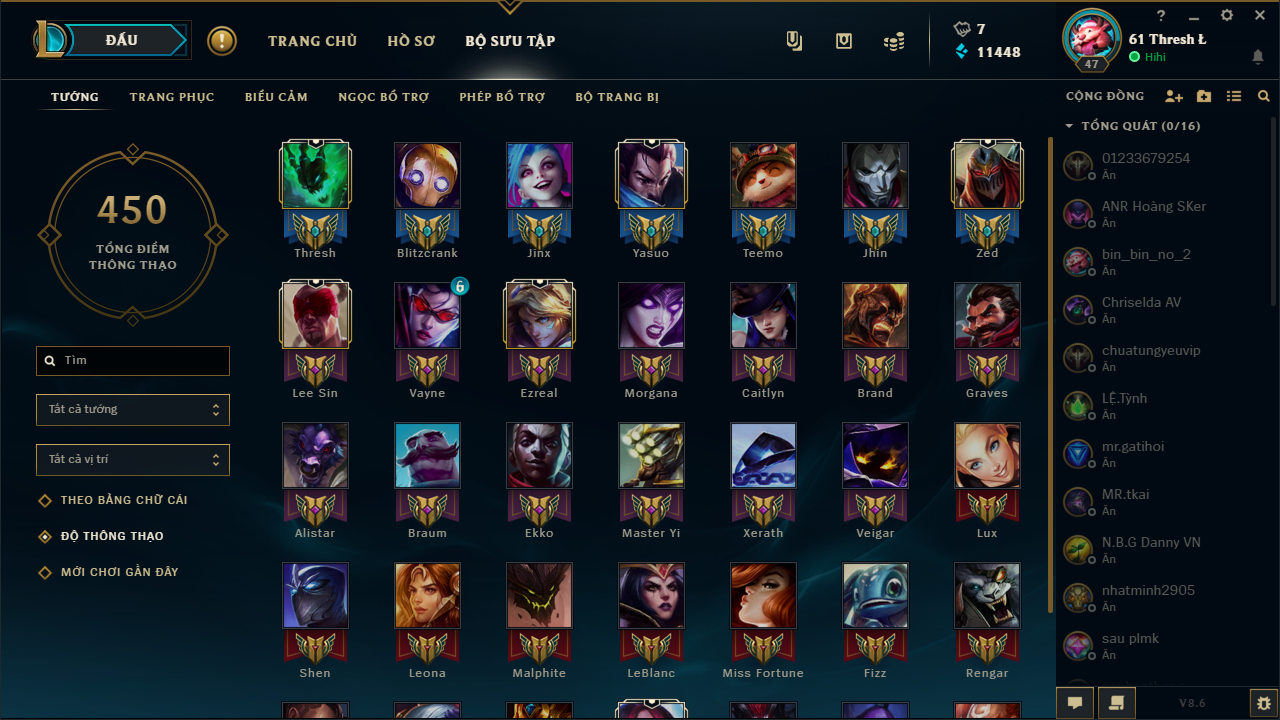 ĐẤU
TRANG CHỦ
HỒ SƠ
BỘ SƯU TẬP
7
11448
61 Thresh Ł
Hihi
47
TƯỚNG
TRANG PHỤC
BIỂU CẢM
NGỌC BỔ TRỢ
PHÉP BỔ TRỢ
BỘ TRANG BỊ
450
TỔNG ĐIỂM
THÔNG THẠO
Tìm
Tất cả tướng
Tất cả vị trí
THEO BẢNG CHỮ CÁI
ĐỘ THÔNG THẠO
MỚI CHƠI GẦN ĐÂY
Thresh
Blitzcrank
Jinx
Yasuo
Teemo
Jhin
Zed
6
Lee Sin
Vayne
Ezreal
Morgana
Caitlyn
Brand
Graves
Alistar
Braum
Ekko
Master Yi
Xerath
Veigar
Lux
Shen
Leona
Malphite
LeBlanc
Miss Fortune
Fizz
Rengar
CỘNG ĐỒNG
TỔNG QUÁT (0/16)
01233679254
Ẩn
ANR Hoàng SKer
Ẩn
bin_bin_no_2
Ẩn
Chriselda AV
Ẩn
chuatungyeuvip
Ẩn
LỆ.Tỳnh
Ẩn
mr.gatihoi
Ẩn
MR.tkai
Ẩn
N.B.G Danny VN
Ẩn
nhatminh2905
Ẩn
sau plmk
Ẩn
V8.6